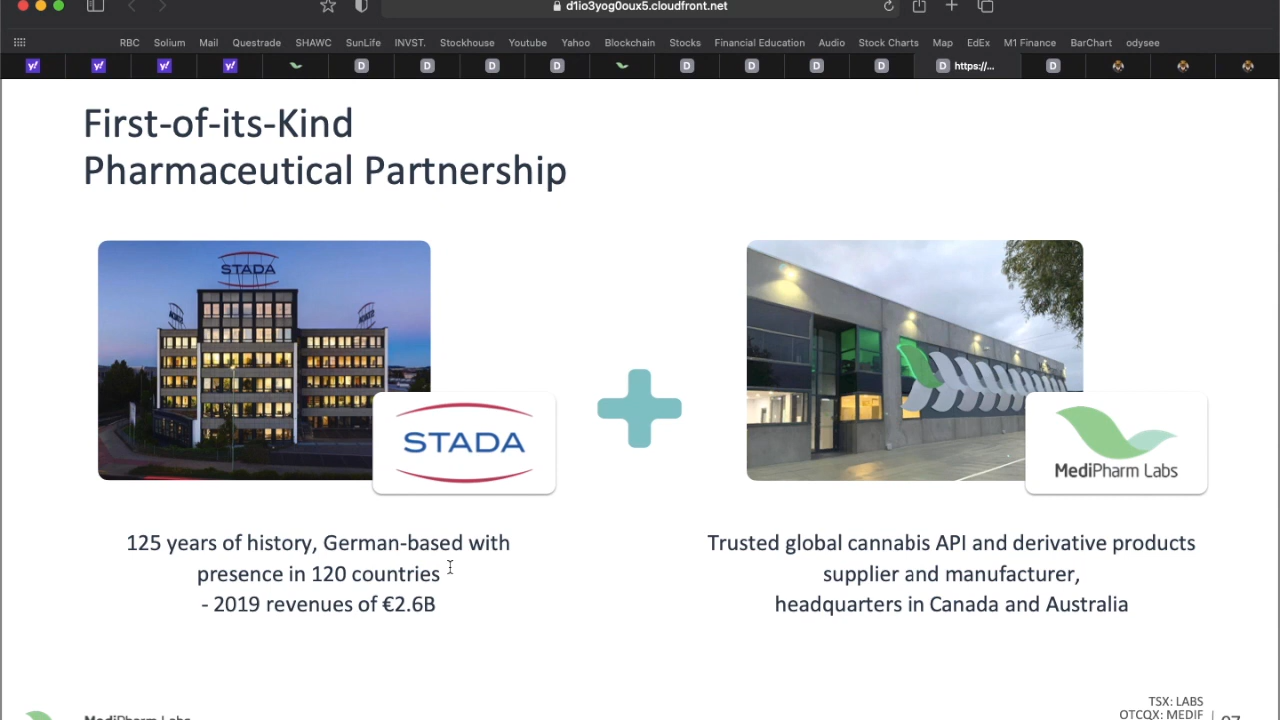 d1io3yog0oux5.cloudfront.net
RBC Solium Mail Questrade SHAWC SunLife INVST. Stockhouse Youtube Yahoo Blockchain Stocks Financial Education Audio Stock Charts Map EdEx M1 Finance BarChart odysee
y! y! y! y! D D D D D D D D D https://... D
First-of-its-Kind
Pharmaceutical Partnership
STADA
STADA
MediPharm Labs
125 years of history, German-based with
presence in 120 countries
- 2019 revenues of €2.6B
Trusted global cannabis API and derivative products
supplier and manufacturer,
headquarters in Canada and Australia
TSX: LABS
OTCQX: MEDIF |
MediPharm Labs